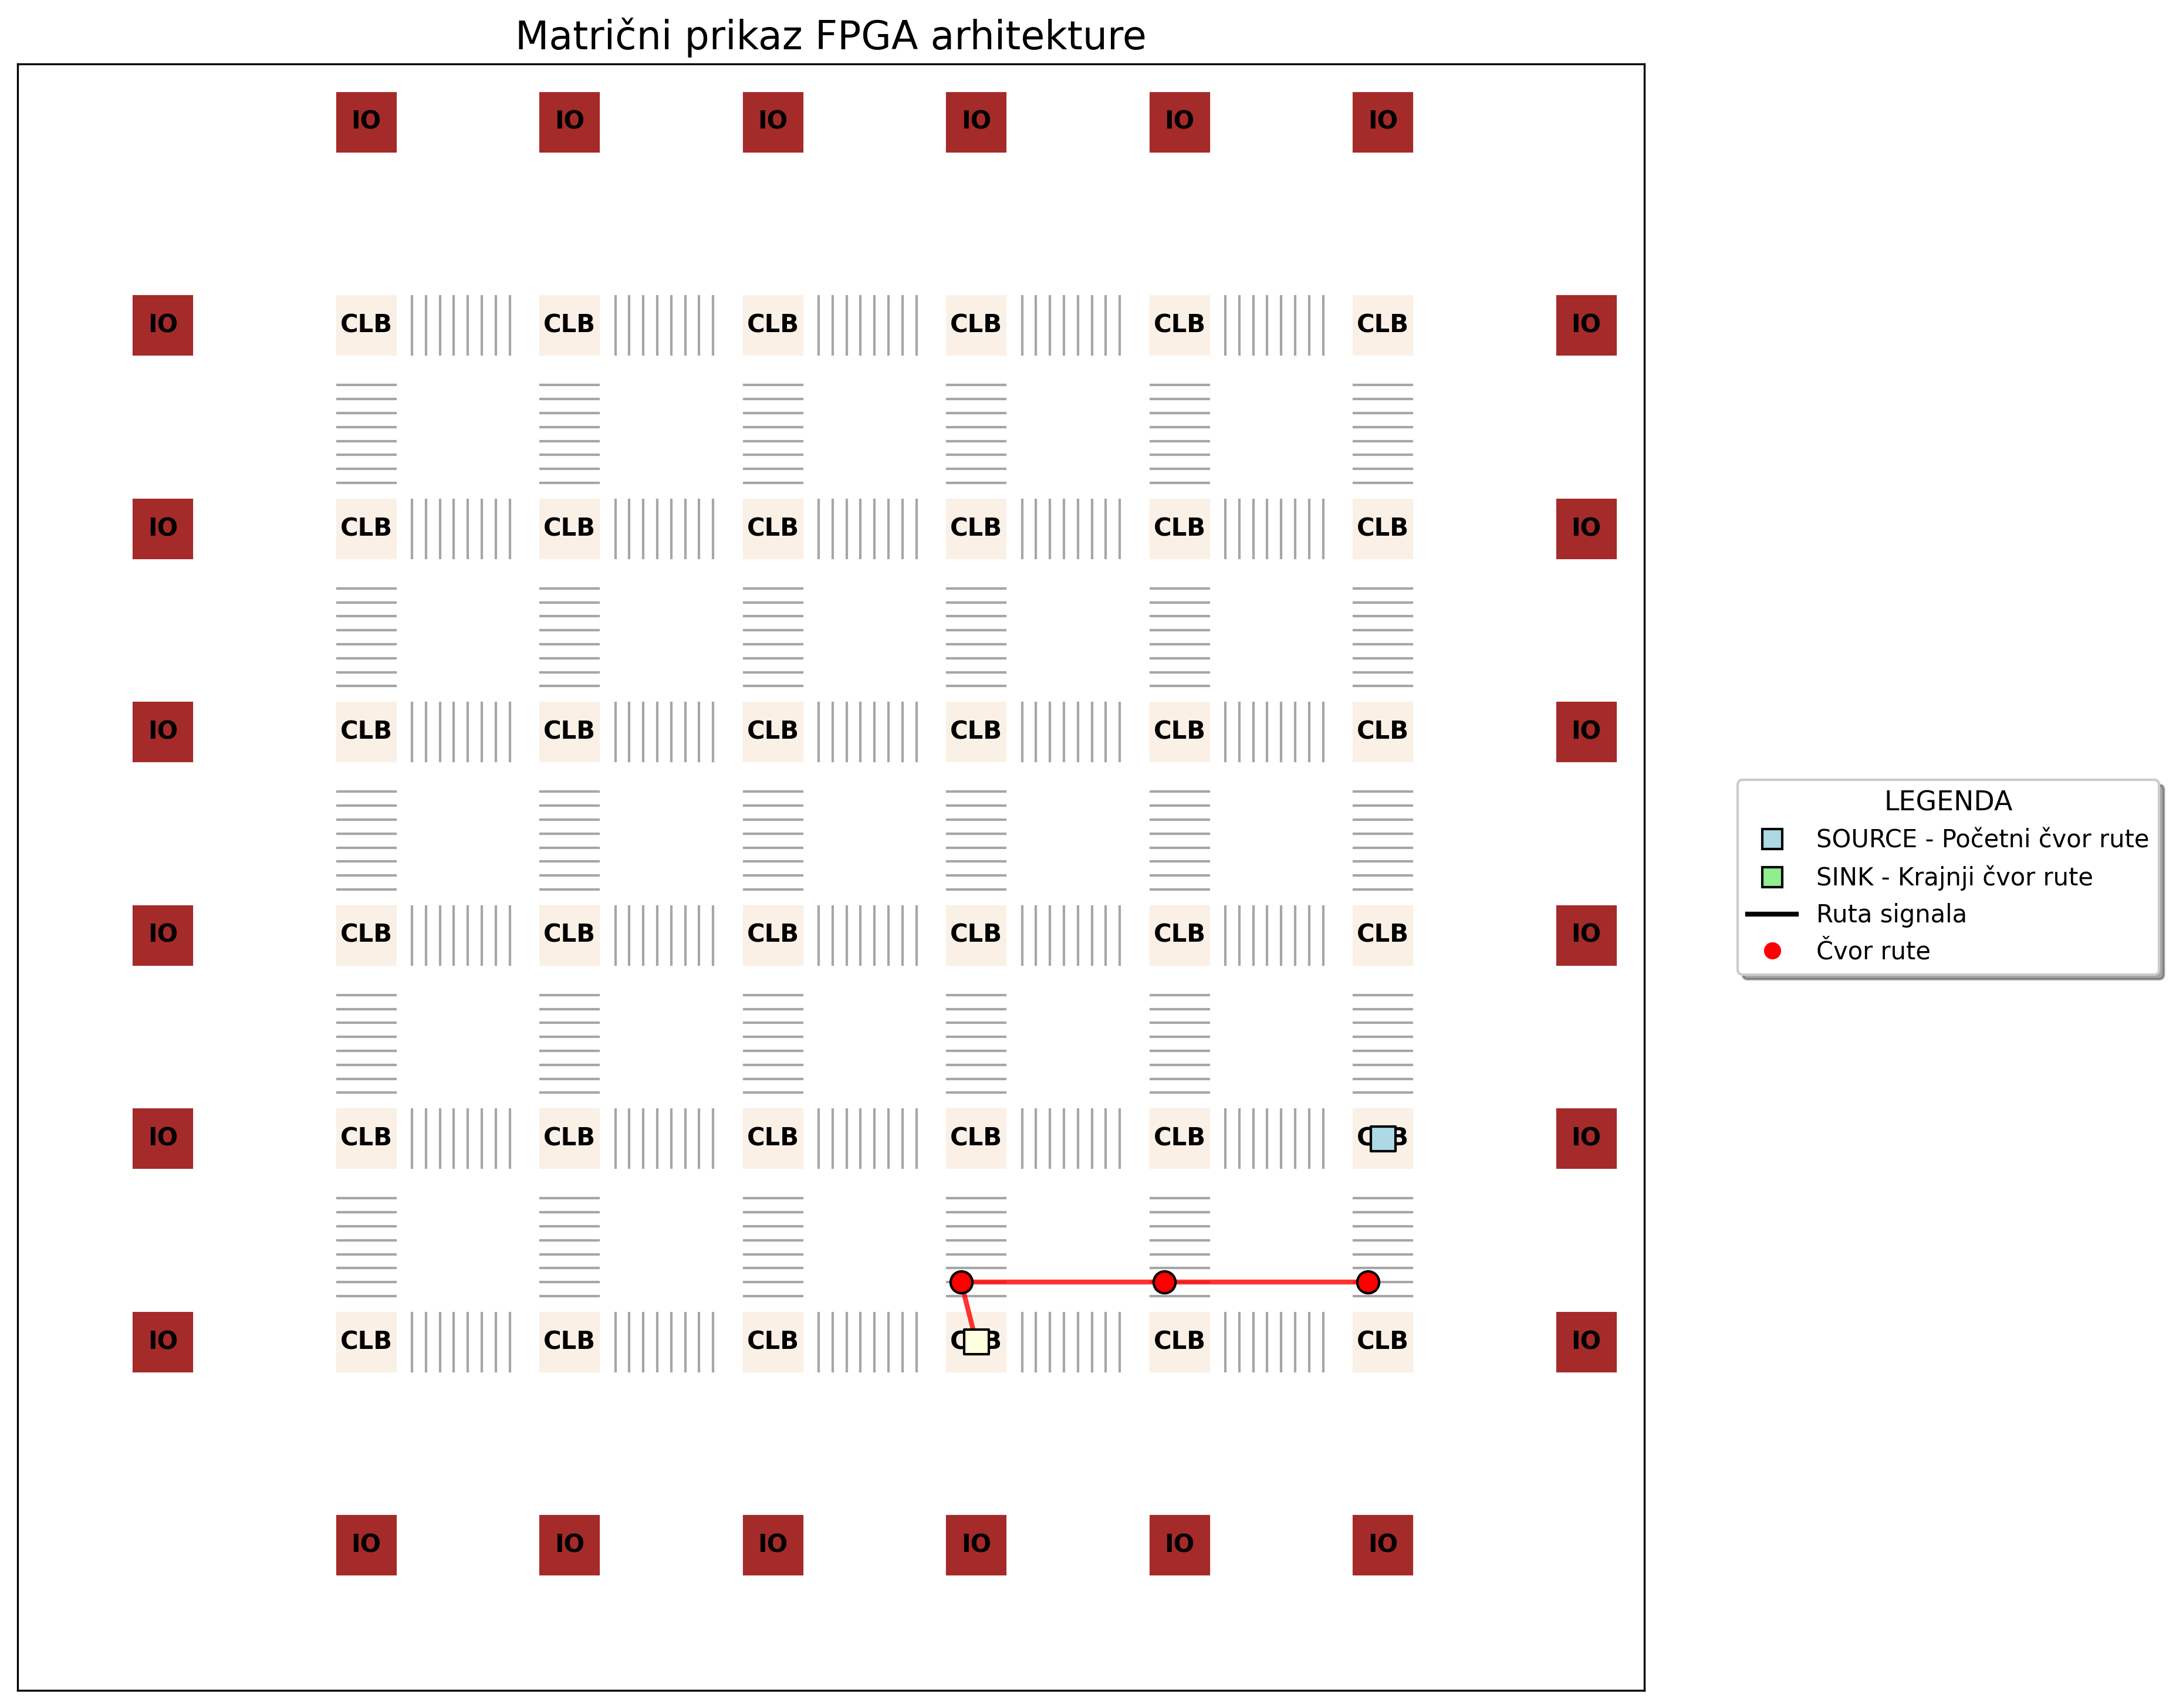 Matrični prikaz FPGA arhitekture
IO IO IO IO IO IO
IO CLB CLB CLB CLB CLB CLB IO
IO CLB CLB CLB CLB CLB CLB IO
IO CLB CLB CLB CLB CLB CLB IO
LEGENDA
SOURCE - Početni čvor rute
SINK - Krajnji čvor rute
Ruta signala
Čvor rute
IO CLB CLB CLB CLB CLB CLB IO
IO CLB CLB CLB CLB CLB IO
IO CLB CLB CLB CLB CLB IO
IO IO IO IO IO IO